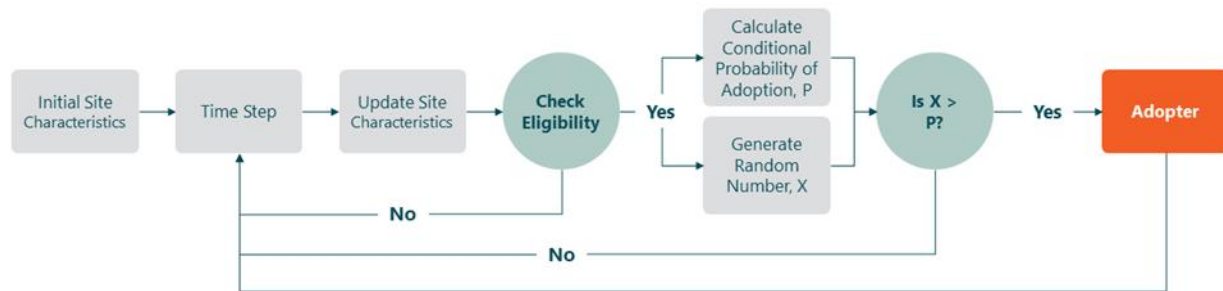 Initial Site
Characteristics
Time Step
Update Site
Characteristics
Check
Eligibility
Yes
Calculate
Conditional
Probability of
Adoption, P
Generate
Random
Number, X
Is X >
P?
Yes
Adopter
No
No